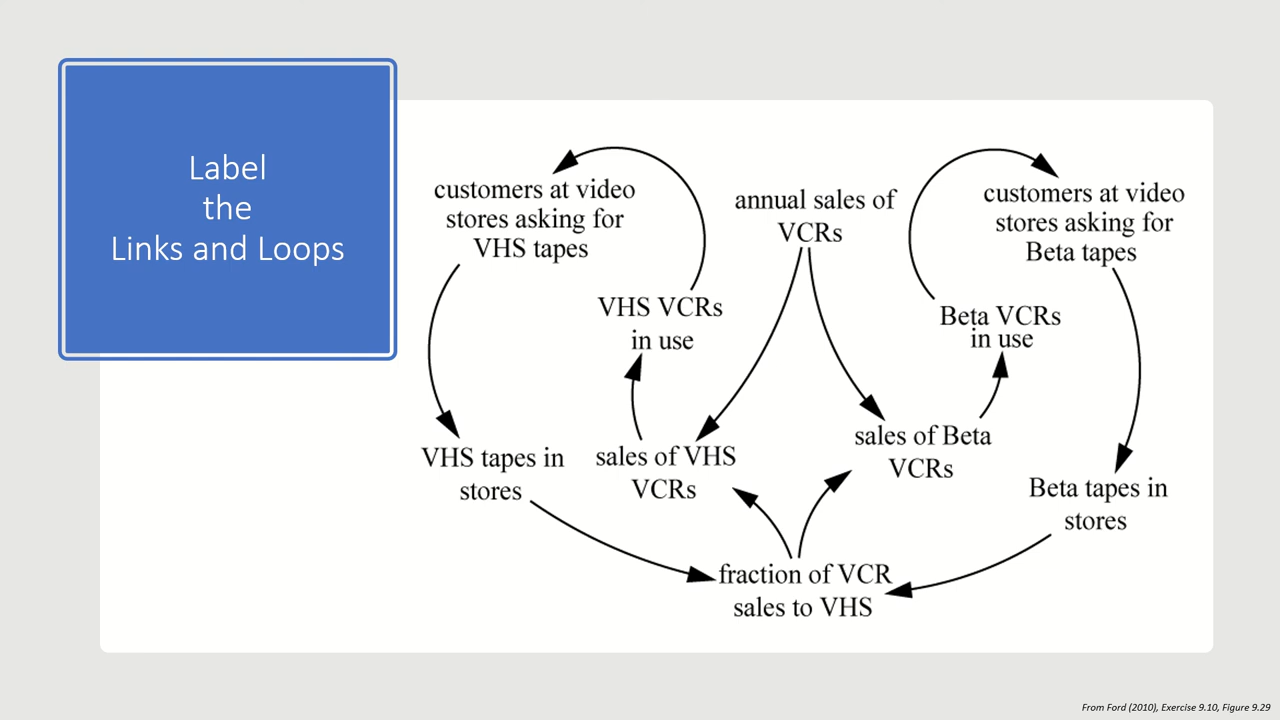 Label
the
Links and Loops
customers at video
stores asking for
VHS tapes
annual sales of
VCRs
customers at video
stores asking for
Beta tapes
VHS VCRs
in use
Beta VCRs
in use
VHS tapes in
stores
sales of VHS
VCRs
sales of Beta
VCRs
Beta tapes in
stores
fraction of VCR
sales to VHS
From Ford (2010), Exercise 9.10, Figure 9.29